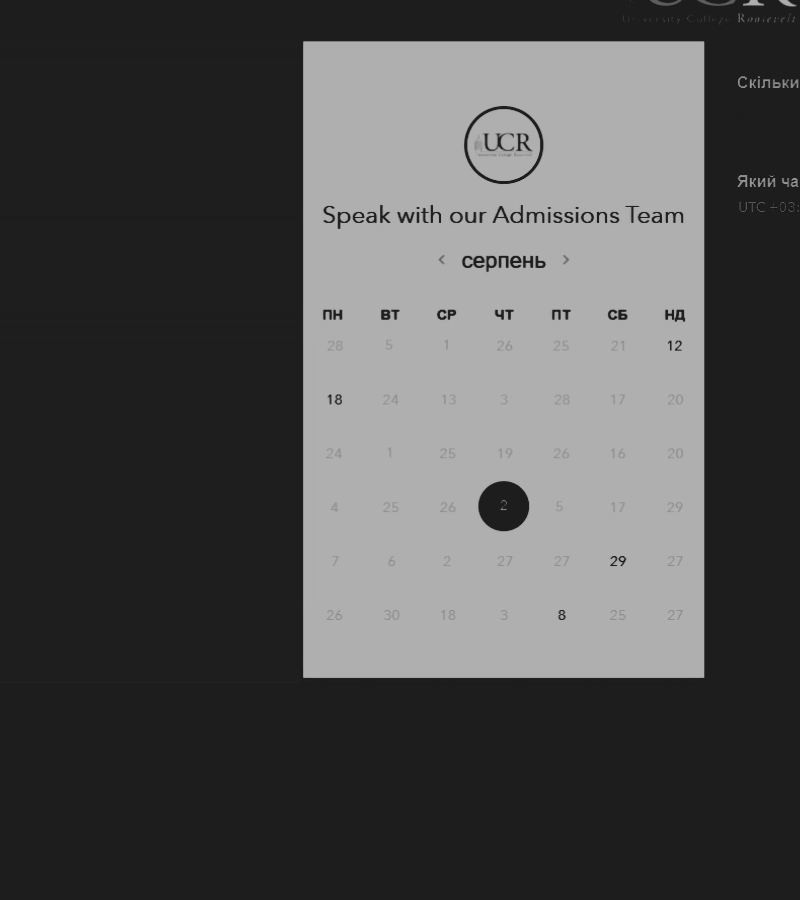 UCR
University College Roosevelt
Скільки
UCR
Speak with our Admissions Team
Який ча
UTC +03:
< серпень >
ПН ВТ СР ЧТ ПТ СБ НД
28 5 1 26 25 21 12
18 24 13 3 28 17 20
24 1 25 19 26 16 20
4 25 26 2 5 17 29
7 6 2 27 27 29 27
26 30 18 3 8 25 27